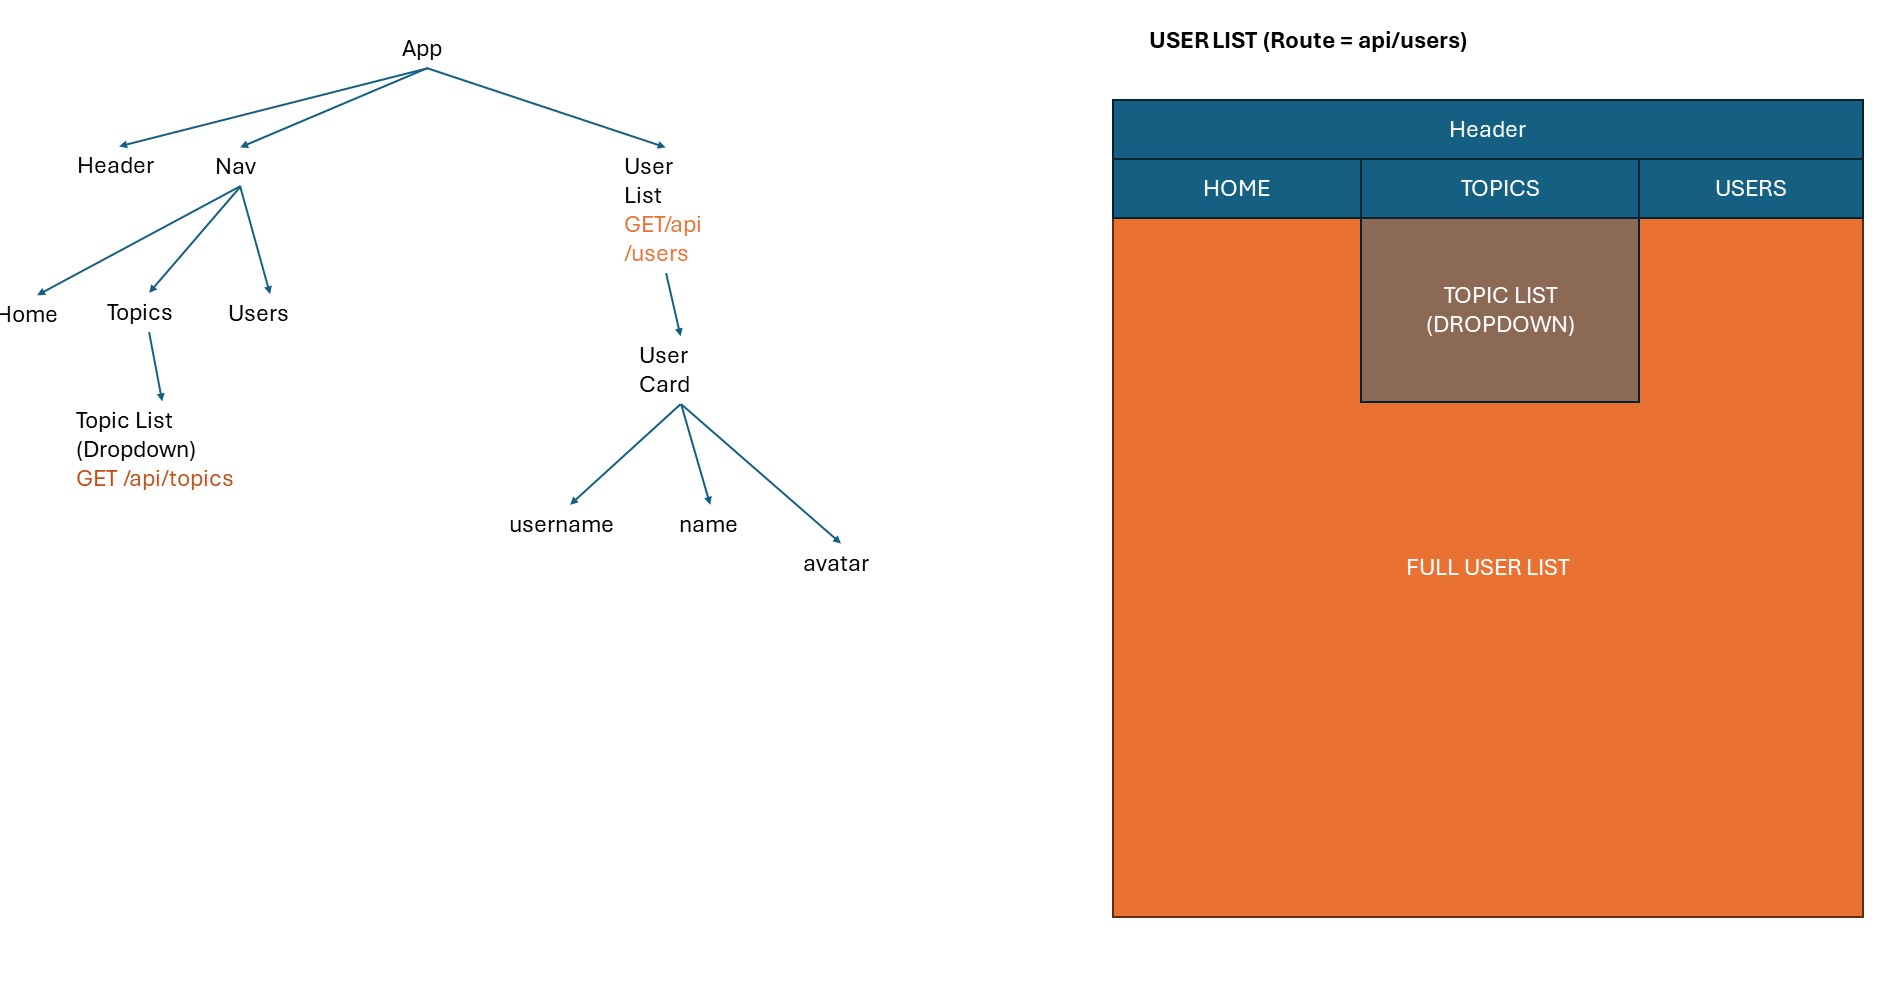 App
Header
Nav
User
List
GET/api
/users
Home
Topics
Users
User
Card
Topic List
(Dropdown)
GET /api/topics
username
name
avatar
USER LIST (Route = api/users)
Header
HOME
TOPICS
USERS
TOPIC LIST
(DROPDOWN)
FULL USER LIST